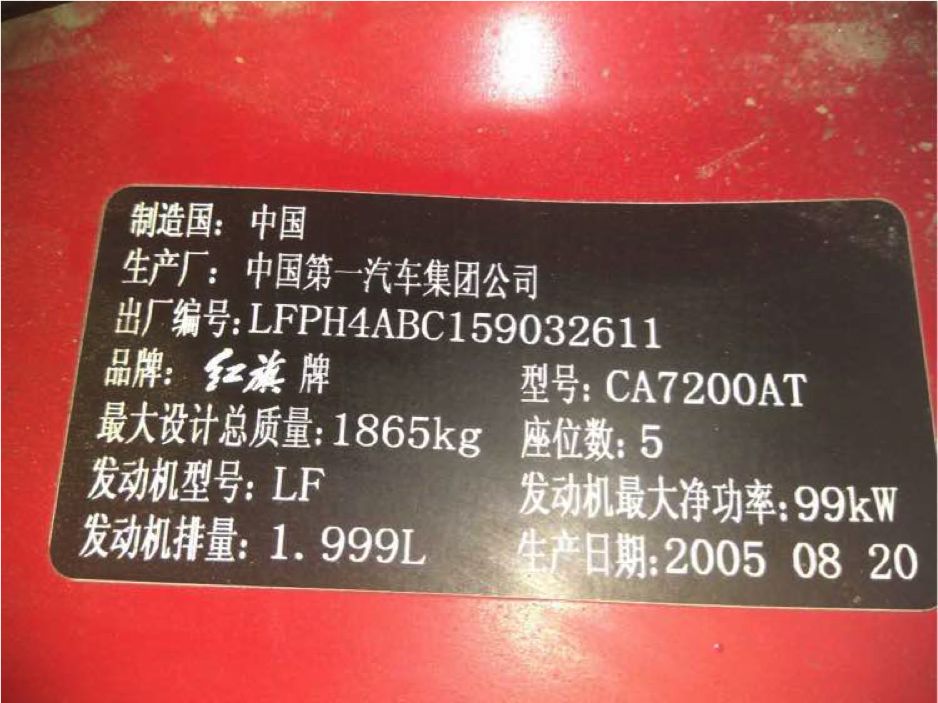 制造国: 中国
生产厂: 中国第一汽车集团公司
出厂编号:LFPH4ABC159032611
品牌: 红旗牌 型号: CA7200AT
最大设计总质量:1865kg 座位数: 5
发动机型号: LF 发动机最大净功率:99kW
发动机排量: 1.999L 生产日期:2005 08 20